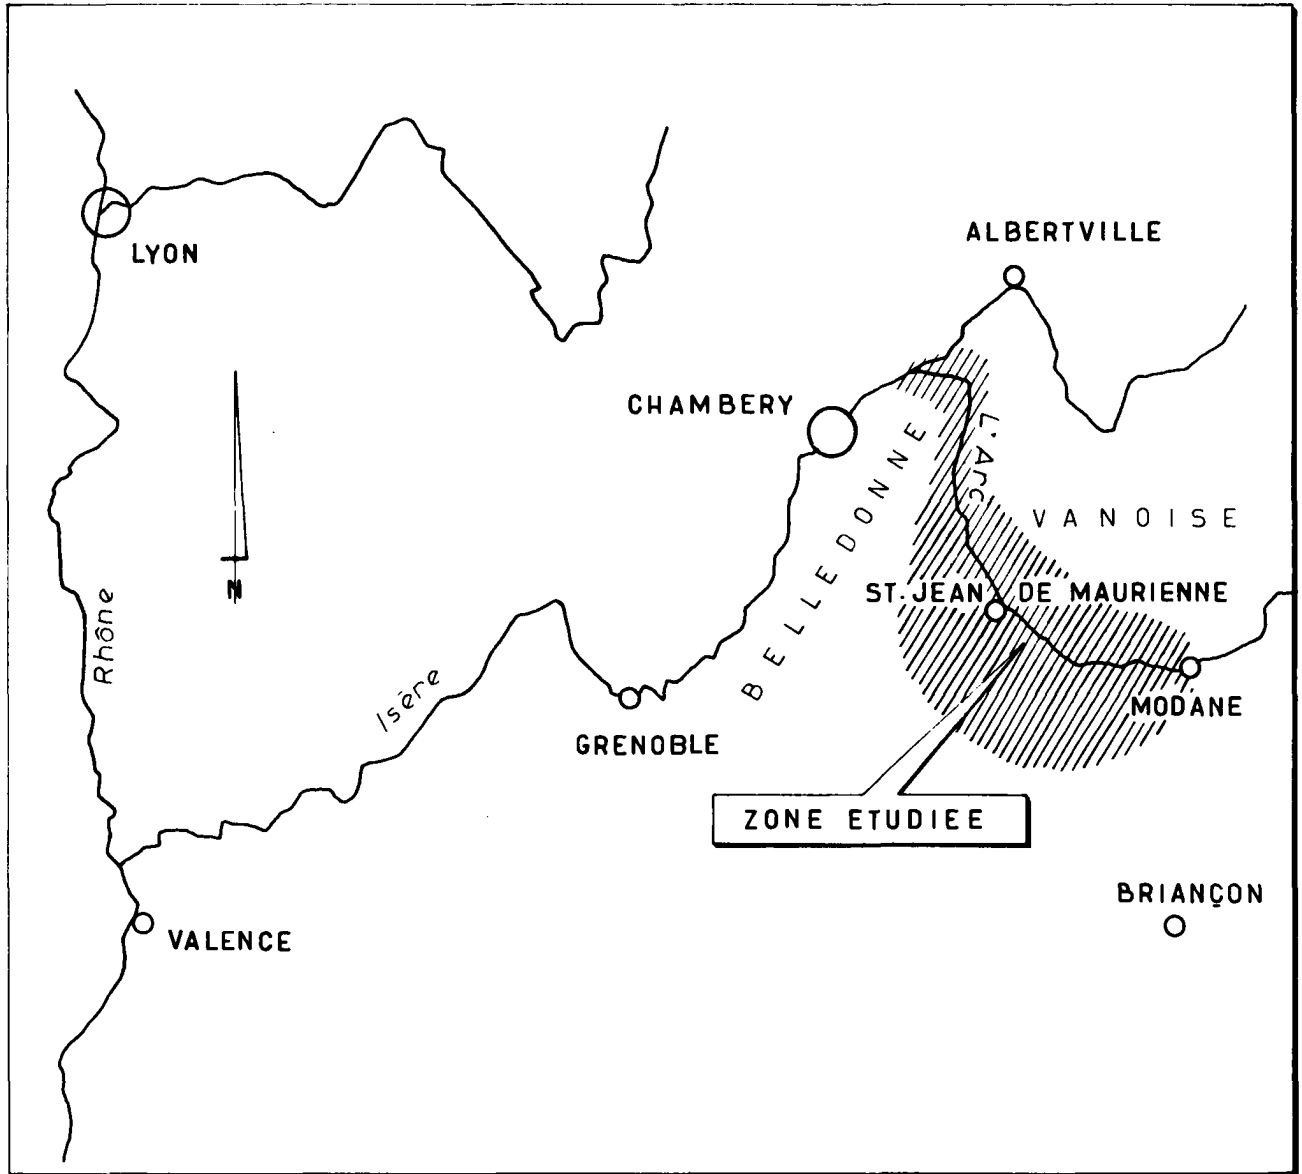 ALBERTVILLE
LYON
CHAMBERY
L'Arc
BELLEDONNE
VANOISE
N
Rhône
ST. JEAN DE MAURIENNE
Isère
MODANE
GRENOBLE
ZONE ETUDIEE
BRIANÇON
VALENCE